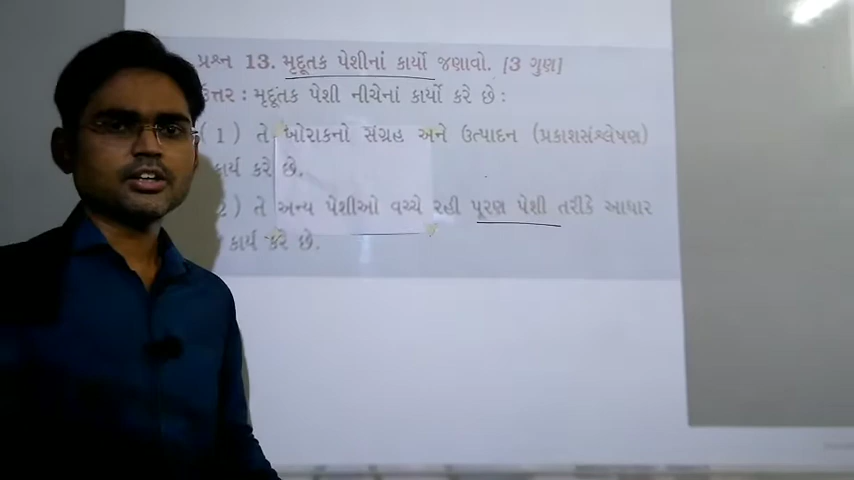 પ્રશ્ન 13. મૃદૂતક પેશીનાં કાર્યો જણાવો. [3 ગુણ]
ઉત્તર : મૃદૂતક પેશી નીચેનાં કાર્યો કરે છે :
( 1 ) તે ખોરાકનો સંગ્રહ અને ઉત્પાદન (પ્રકાશસંશ્લેષણ)
કાર્ય કરે છે.
2 ) તે અન્ય પેશીઓ વચ્ચે રહી પૂરણ પેશી તરીકે આધાર
કાર્ય કરે છે.